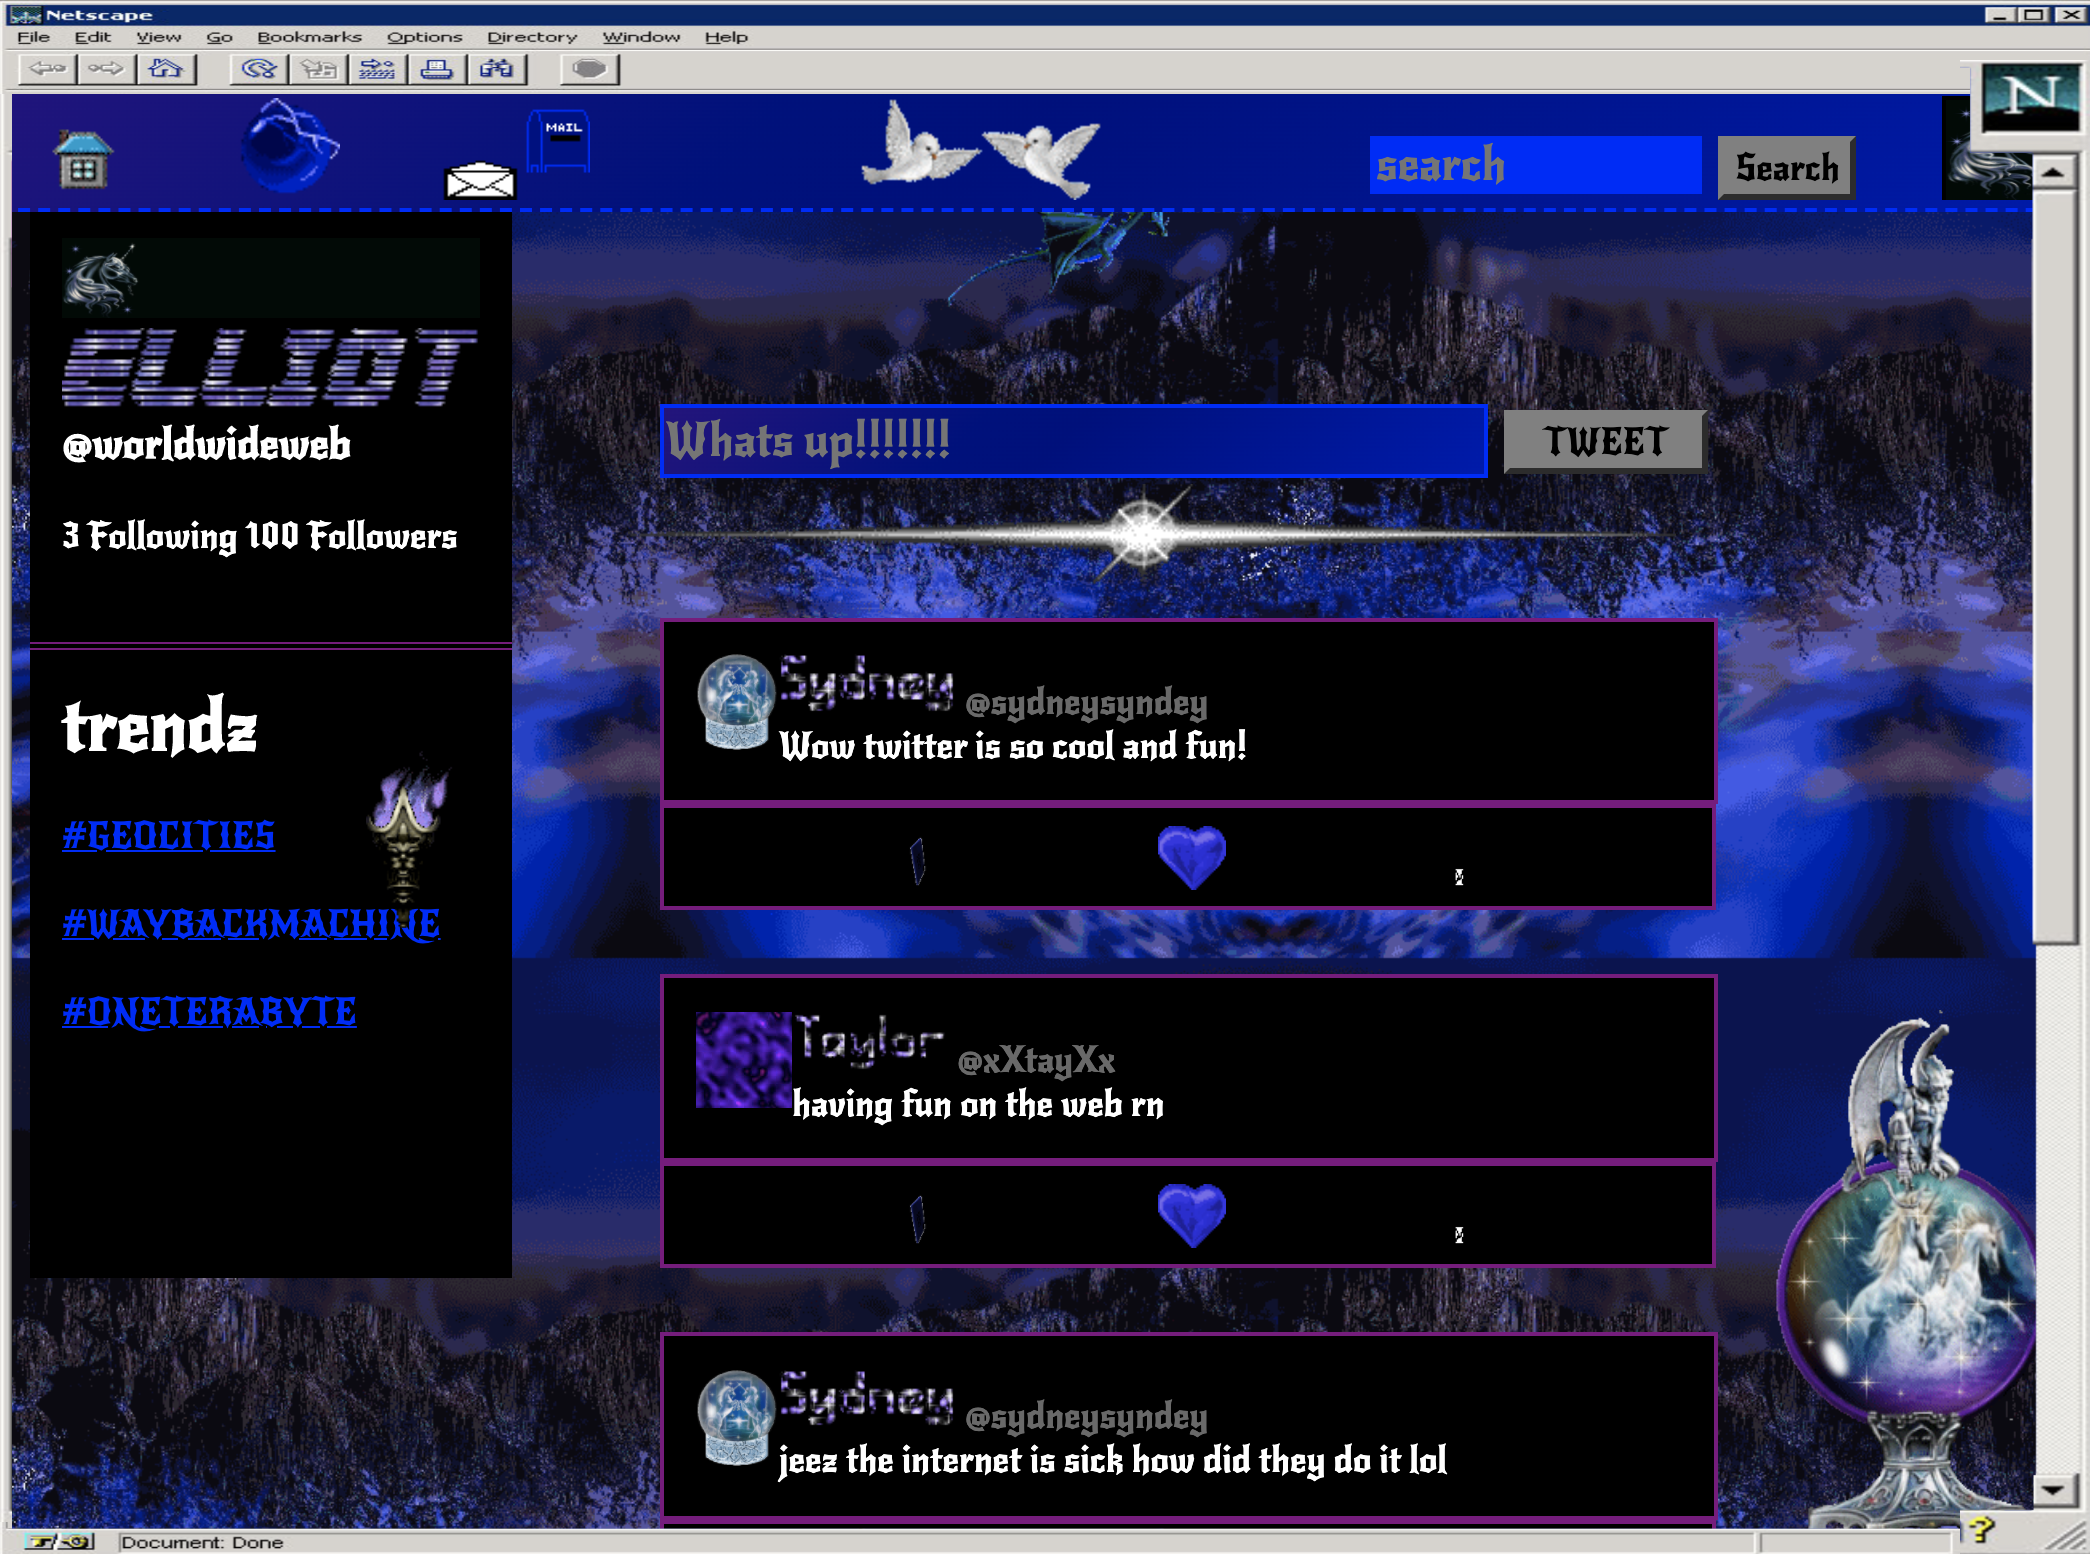 Netscape
File Edit View Go Bookmarks Options Directory Window Help
N
MAIL
search Search
ELLIOT
@worldwideweb
3 Following 100 Followers
trendz
#GEOCITIES
#WAYBACKMACHINE
#ONETERABYTE
Whats up!!!!!!! TWEET
Sydney @sydneysyndey
Wow twitter is so cool and fun!
Taylor @xXtayXx
having fun on the web rn
Sydney @sydneysyndey
jeez the internet is sick how did they do it lol
Document: Done
?